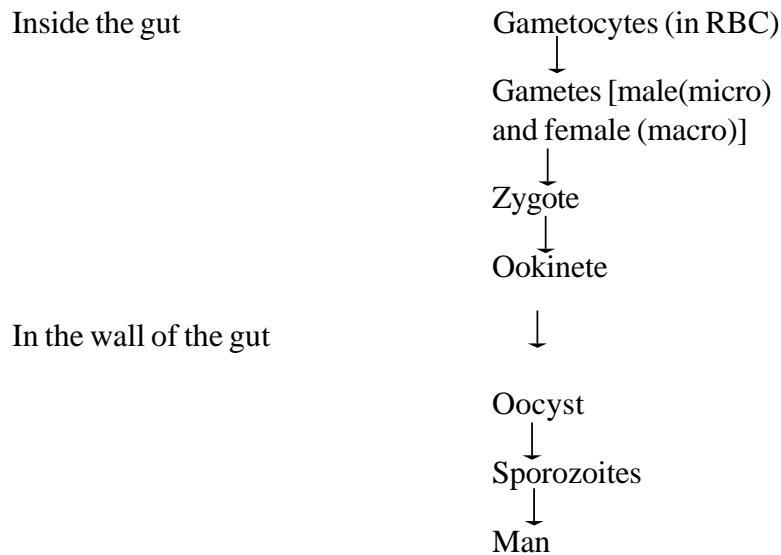 Inside the gut
Gametocytes (in RBC)
Gametes [male(micro)
and female (macro)]
Zygote
Ookinete
In the wall of the gut
Oocyst
Sporozoites
Man